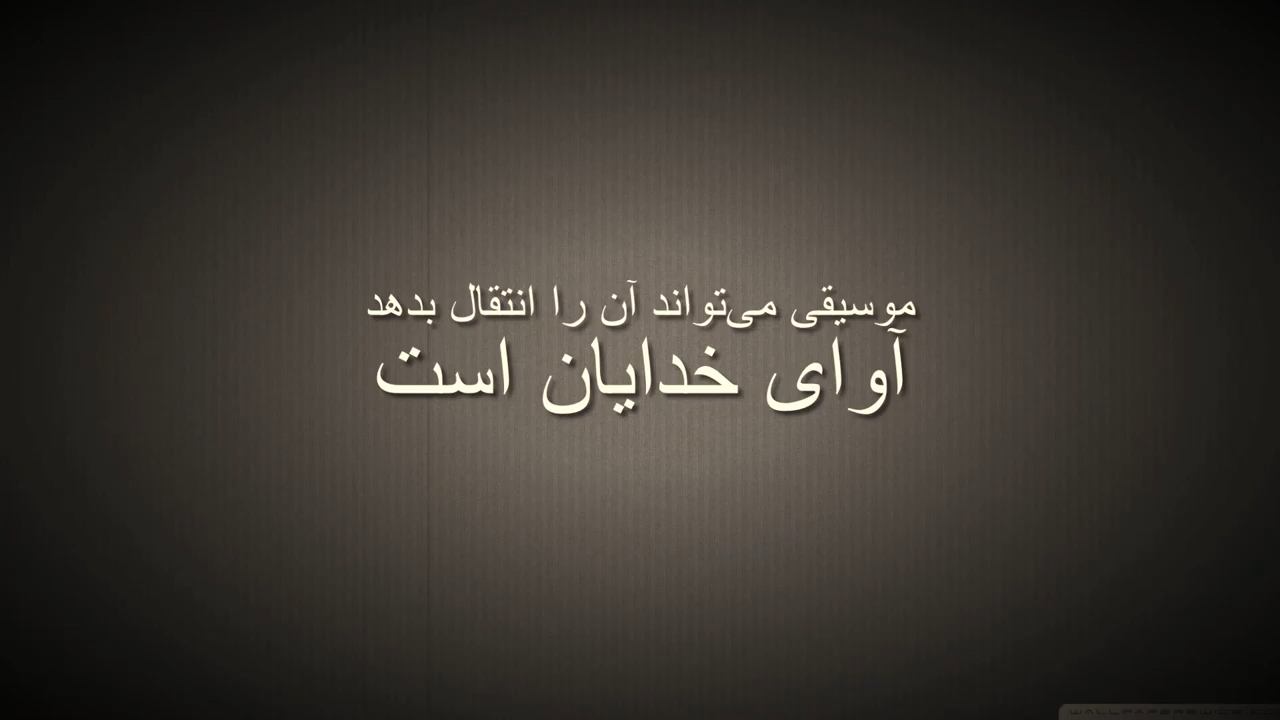 موسیقی می‌تواند آن را انتقال بدهد
آوای خدایان است